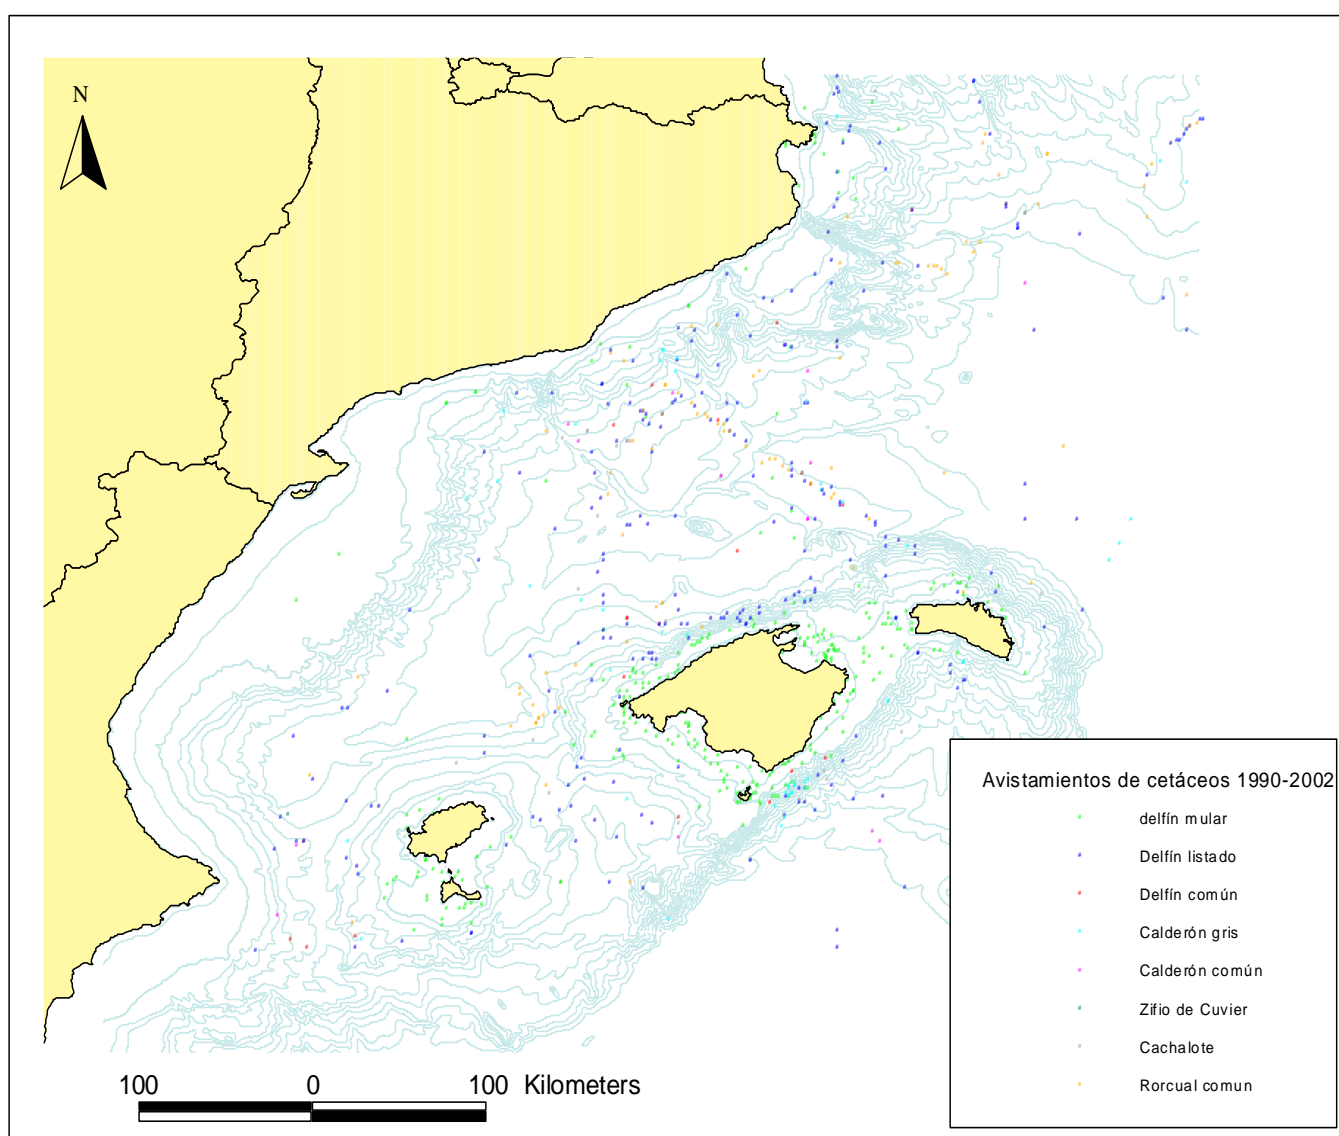 N
Avistamientos de cetáceos 1990-2002
delfín mular
Delfín listado
Delfín común
Calderón gris
Calderón común
Zifio de Cuvier
Cachalote
Rorcual comun
100 0 100 Kilometers